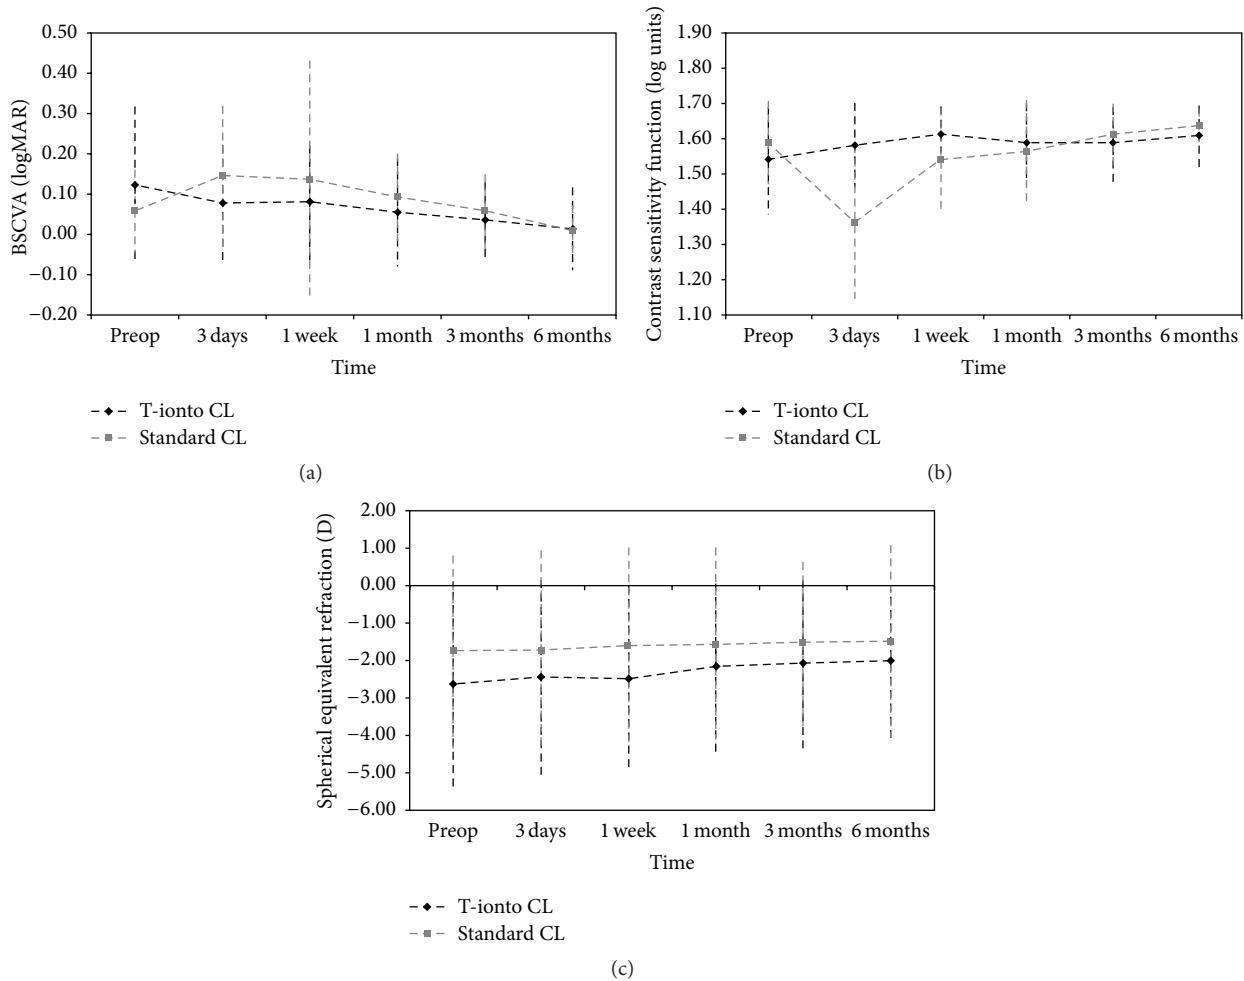 BSCVA (logMAR)
0.50
0.40
0.30
0.20
0.10
0.00
−0.10
−0.20
Preop 3 days 1 week 1 month 3 months 6 months
Time
T-ionto CL
Standard CL
(a)
Contrast sensitivity function (log units)
1.90
1.80
1.70
1.60
1.50
1.40
1.30
1.20
1.10
Preop 3 days 1 week 1 month 3 months 6 months
Time
T-ionto CL
Standard CL
(b)
Spherical equivalent refraction (D)
2.00
1.00
0.00
−1.00
−2.00
−3.00
−4.00
−5.00
−6.00
Preop 3 days 1 week 1 month 3 months 6 months
Time
T-ionto CL
Standard CL
(c)